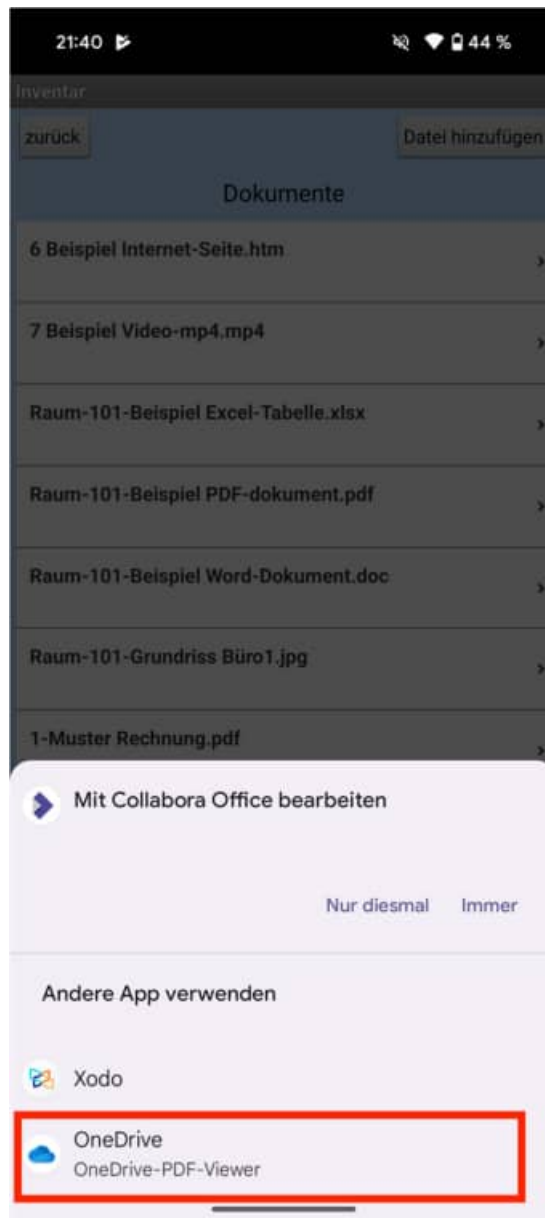 21:40
44 %
Inventar
zurück
Datei hinzufügen
Dokumente
6 Beispiel Internet-Seite.htm
7 Beispiel Video-mp4.mp4
Raum-101-Beispiel Excel-Tabelle.xlsx
Raum-101-Beispiel PDF-dokument.pdf
Raum-101-Beispiel Word-Dokument.doc
Raum-101-Grundriss Büro1.jpg
1-Muster Rechnung.pdf
Mit Collabora Office bearbeiten
Nur diesmal
Immer
Andere App verwenden
Xodo
OneDrive
OneDrive-PDF-Viewer